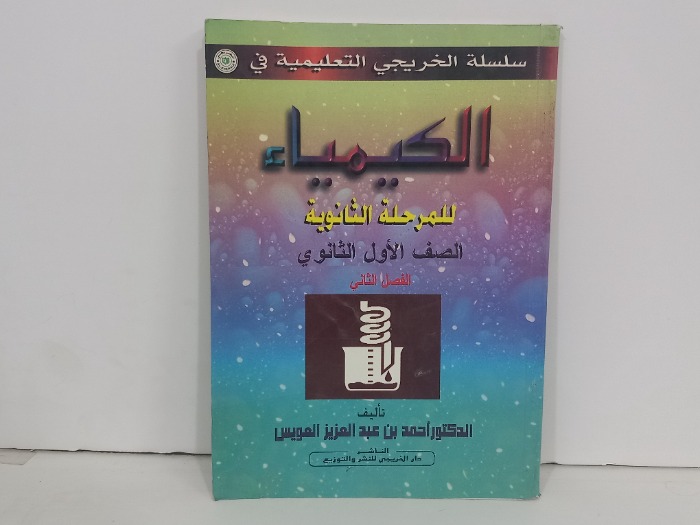 سلسلة الخريجي التعليمية في
الكيمياء
للمرحلة الثانوية
الصف الأول الثانوي
الفصل الثاني
تأليف
الدكتور أحمد بن عبد العزيز العويس
الناشر
دار الخريجي للنشر والتوزيع